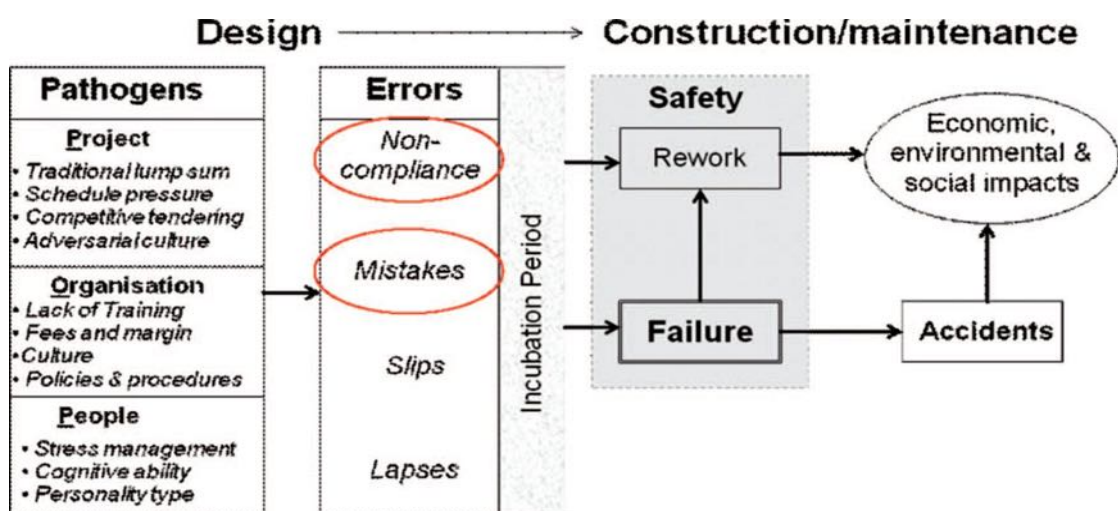 Design
Construction/maintenance
Pathogens
Project
• Traditional lump sum
• Schedule pressure
• Competitive tendering
• Adversarial culture
Organisation
• Lack of Training
• Fees and margin
•Culture
• Policies & procedures
People
• Stress management
• Cognitive ability
• Personality type
Errors
Non-
compliance
Mistakes
Slips
Lapses
Incubation Period
Safety
Rework
Failure
Economic,
environmental &
social impacts
Accidents